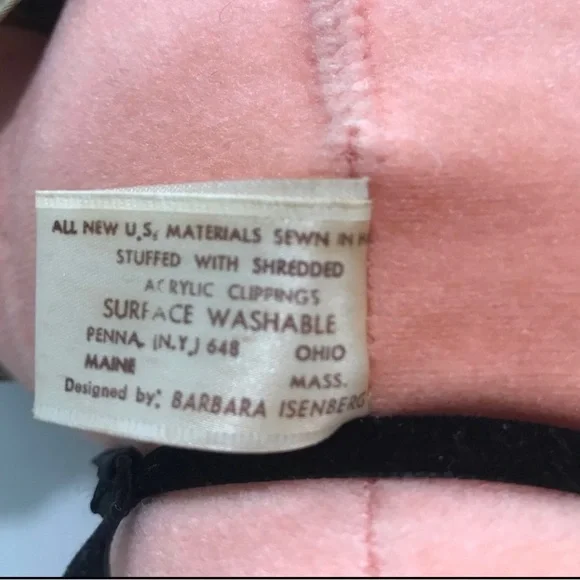 ALL NEW U.S. MATERIALS SEWN IN
STUFFED WITH SHREDDED
ACRYLIC CLIPPINGS
SURFACE WASHABLE
PENNA. (N.Y.) 648 OHIO
MAINE MASS.
Designed by: BARBARA ISENBERG